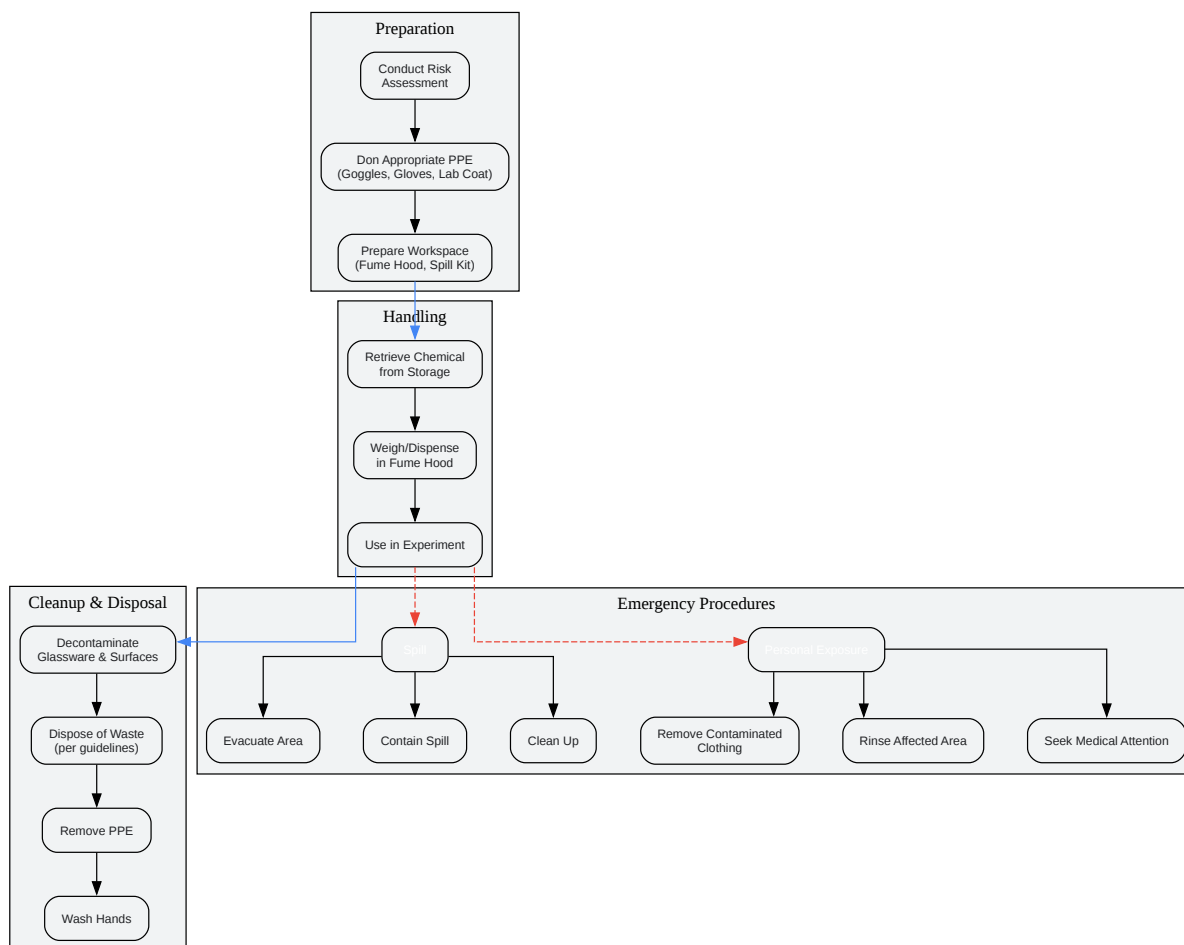 Preparation
Conduct Risk
Assessment
Don Appropriate PPE
(Goggles, Gloves, Lab Coat)
Prepare Workspace
(Fume Hood, Spill Kit)
Handling
Retrieve Chemical
from Storage
Weigh/Dispense
in Fume Hood
Use in Experiment
Cleanup & Disposal
Decontaminate
Glassware & Surfaces
Dispose of Waste
(per guidelines)
Remove PPE
Wash Hands
Emergency Procedures
Spill
Personal Exposure
Evacuate Area
Contain Spill
Clean Up
Remove Contaminated
Clothing
Rinse Affected Area
Seek Medical Attention